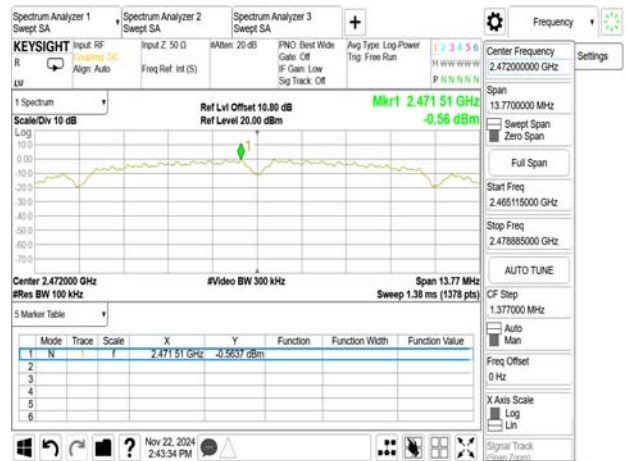 Spectrum Analyzer 1
Swept SA
Spectrum Analyzer 2
Swept SA
Spectrum Analyzer 3
Swept SA
+
Frequency
KEYSIGHT
R
Input: RF
Coupling: DC
Align: Auto
Input Z: 50 Ω
Freq Ref: Int (S)
#Atten: 20 dB
PNO: Best Wide
Gate: Off
IF Gain: Low
Sig Track: Off
Avg Type: Log-Power
Trig: Free Run
1 2 3 4 5 6
M W W W W W
P N N N N N
1 Spectrum
Scale/Div 10 dB
Ref Lvl Offset 10.80 dB
Ref Level 20.00 dBm
Mkr1 2.471 51 GHz
-0.56 dBm
Log
10.0
0.00
-10.0
-20.0
-30.0
-40.0
-50.0
-60.0
-70.0
1
Center 2.472000 GHz
#Res BW 100 kHz
#Video BW 300 kHz
Span 13.77 MHz
Sweep 1.38 ms (1378 pts)
5 Marker Table
Mode Trace Scale X Y Function Function Width Function Value
1 N 1 f 2.471 51 GHz -0.5637 dBm
2
3
4
5
6
Nov 22, 2024
2:43:34 PM
Center Frequency
2.472000000 GHz
Settings
Span
13.7700000 MHz
Swept Span
Zero Span
Full Span
Start Freq
2.465115000 GHz
Stop Freq
2.478885000 GHz
AUTO TUNE
CF Step
1.377000 MHz
Auto
Man
Freq Offset
0 Hz
X Axis Scale
Log
Lin
Signal Track
(Span Zoom)